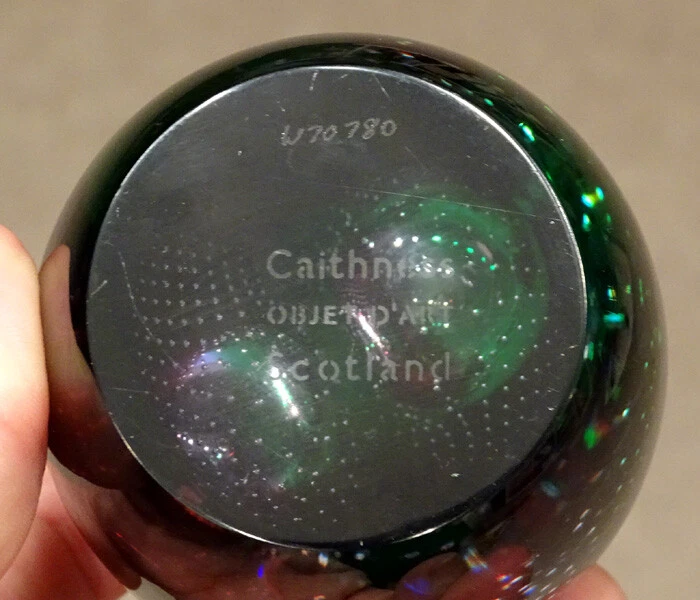 W70780
Caithness
OBJET D'ART
Scotland